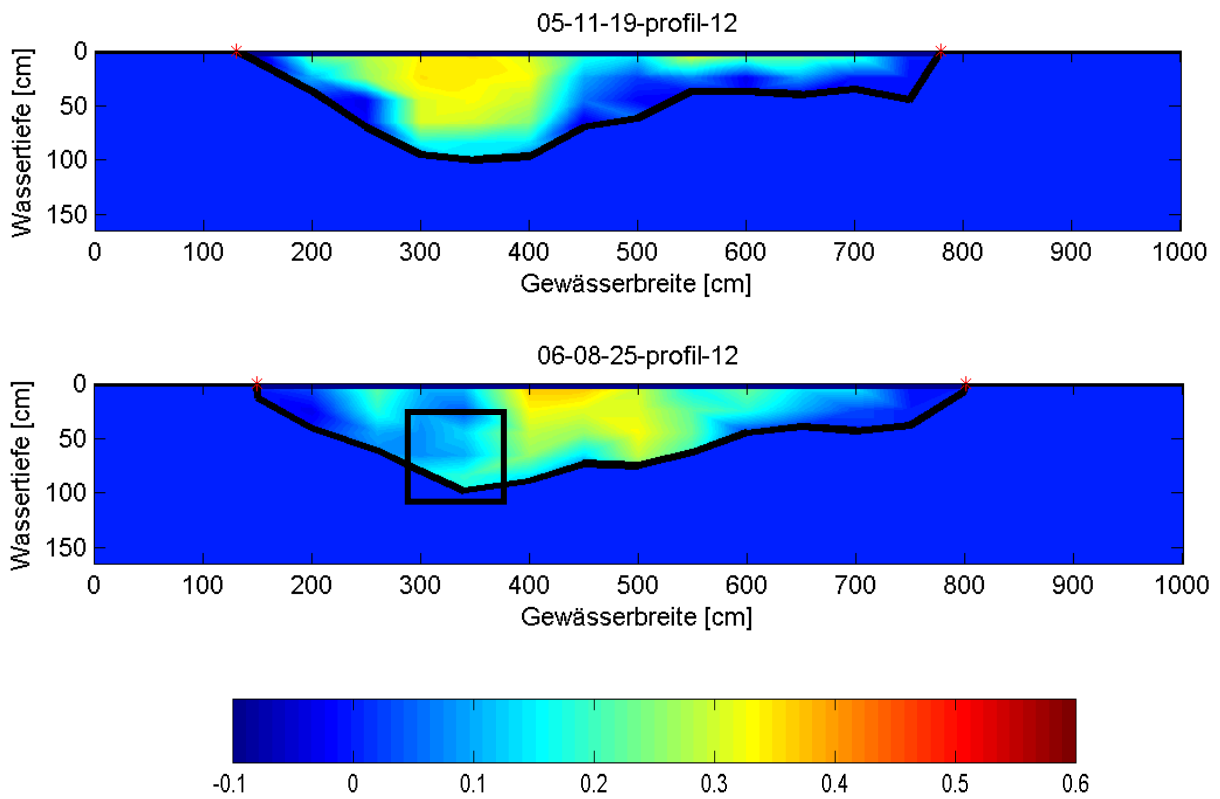 05-11-19-profil-12
Wassertiefe [cm]
0
50
100
150
0 100 200 300 400 500 600 700 800 900 1000
Gewässerbreite [cm]
06-08-25-profil-12
Wassertiefe [cm]
0
50
100
150
0 100 200 300 400 500 600 700 800 900 1000
Gewässerbreite [cm]
-0.1 0 0.1 0.2 0.3 0.4 0.5 0.6